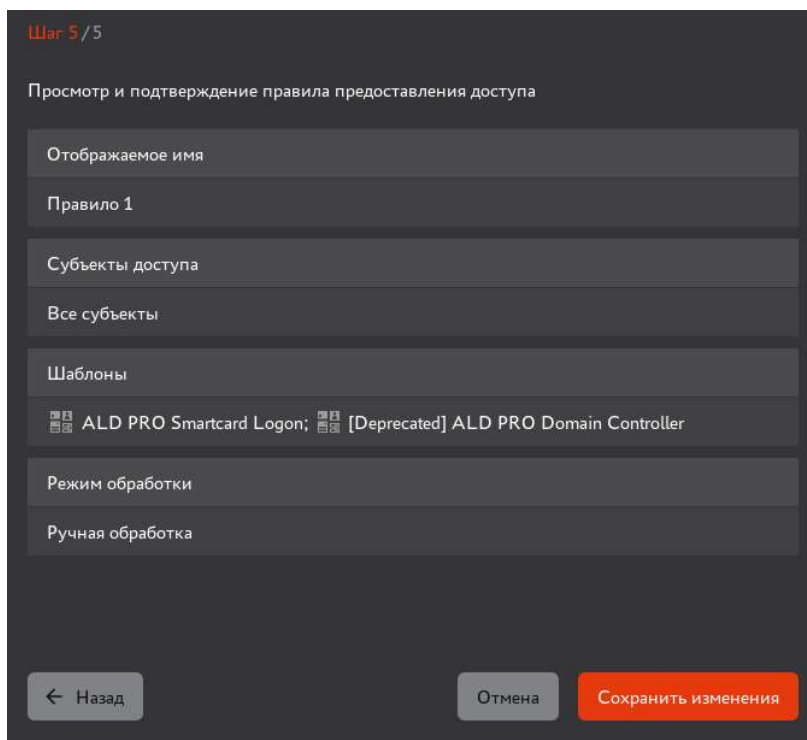 Шаг 5/5
Просмотр и подтверждение правила предоставления доступа
Отображаемое имя
Правило 1
Субъекты доступа
Все субъекты
Шаблоны
ALD PRO Smartcard Logon; [Deprecated] ALD PRO Domain Controller
Режим обработки
Ручная обработка
← Назад
Отмена
Сохранить изменения